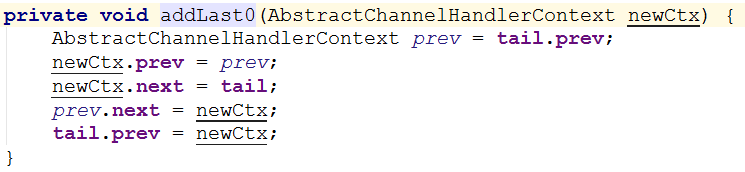 private void addLast0(AbstractChannelHandlerContext newCtx) {
    AbstractChannelHandlerContext prev = tail.prev;
    newCtx.prev = prev;
    newCtx.next = tail;
    prev.next = newCtx;
    tail.prev = newCtx;
}